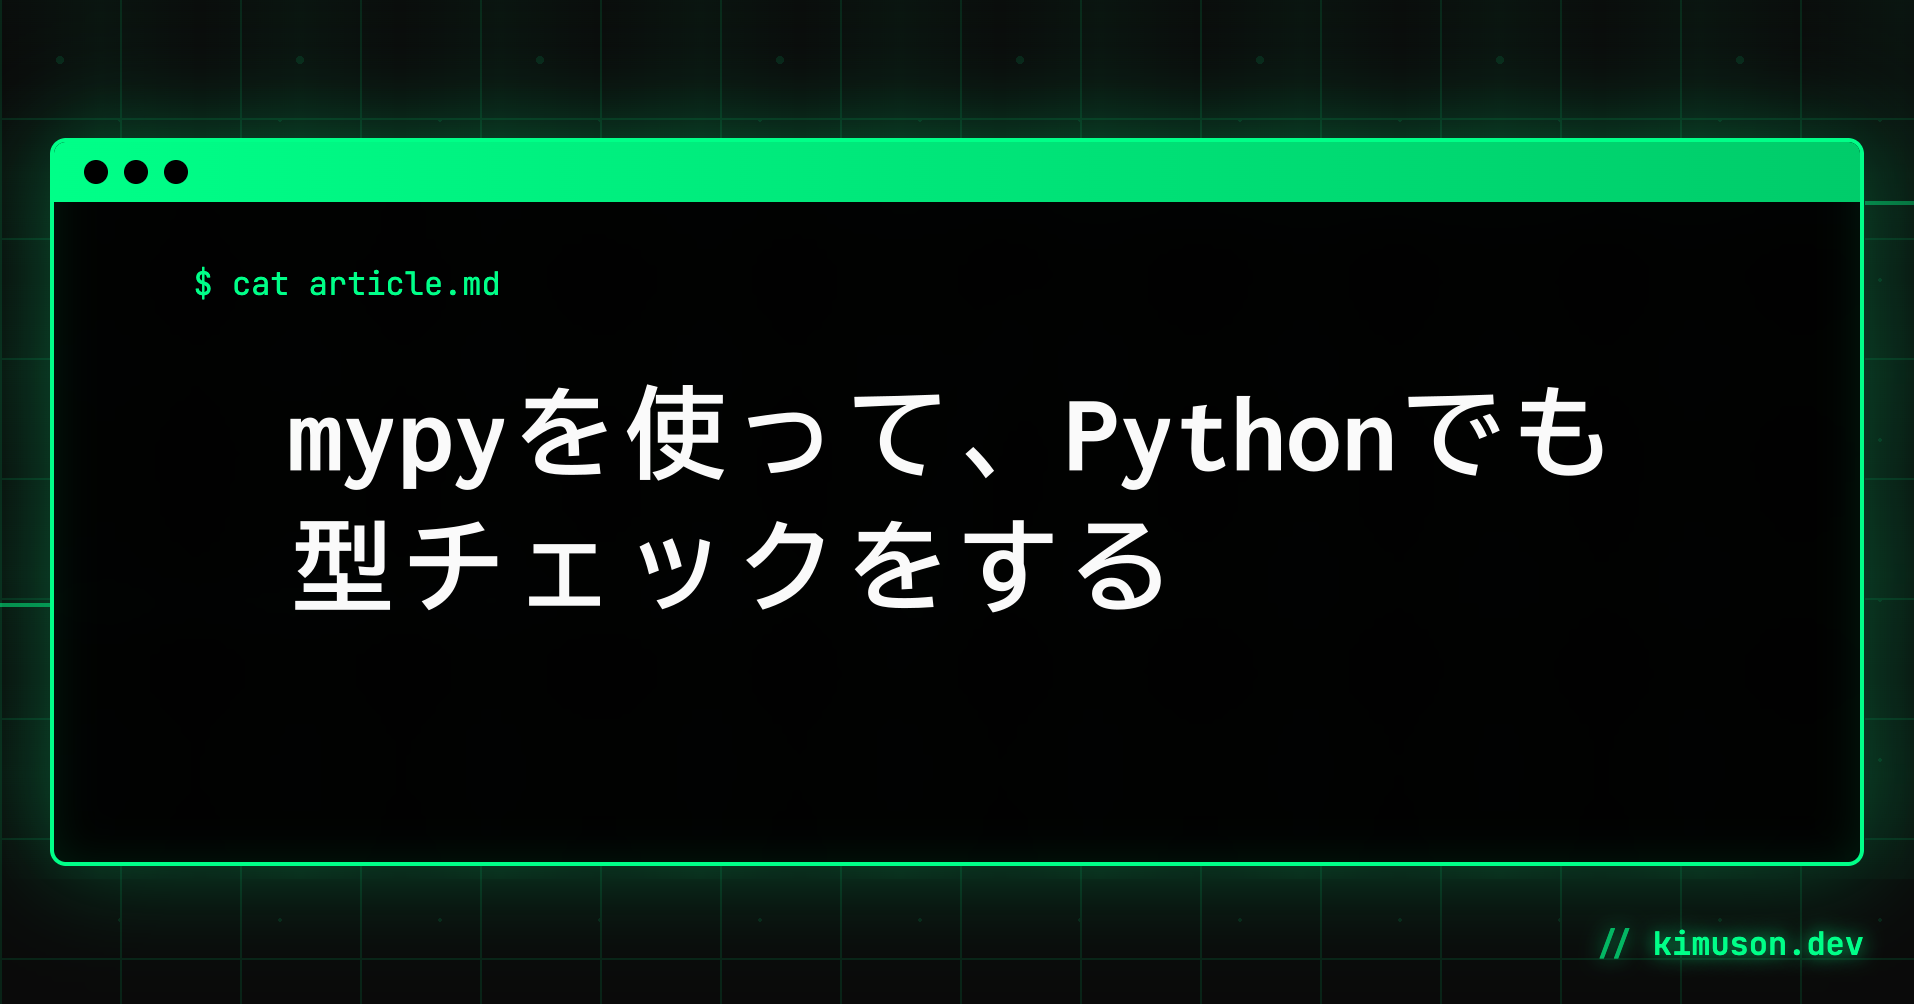 $ cat article.md
mypyを使って、Pythonでも
型チェックをする
// kimuson.dev